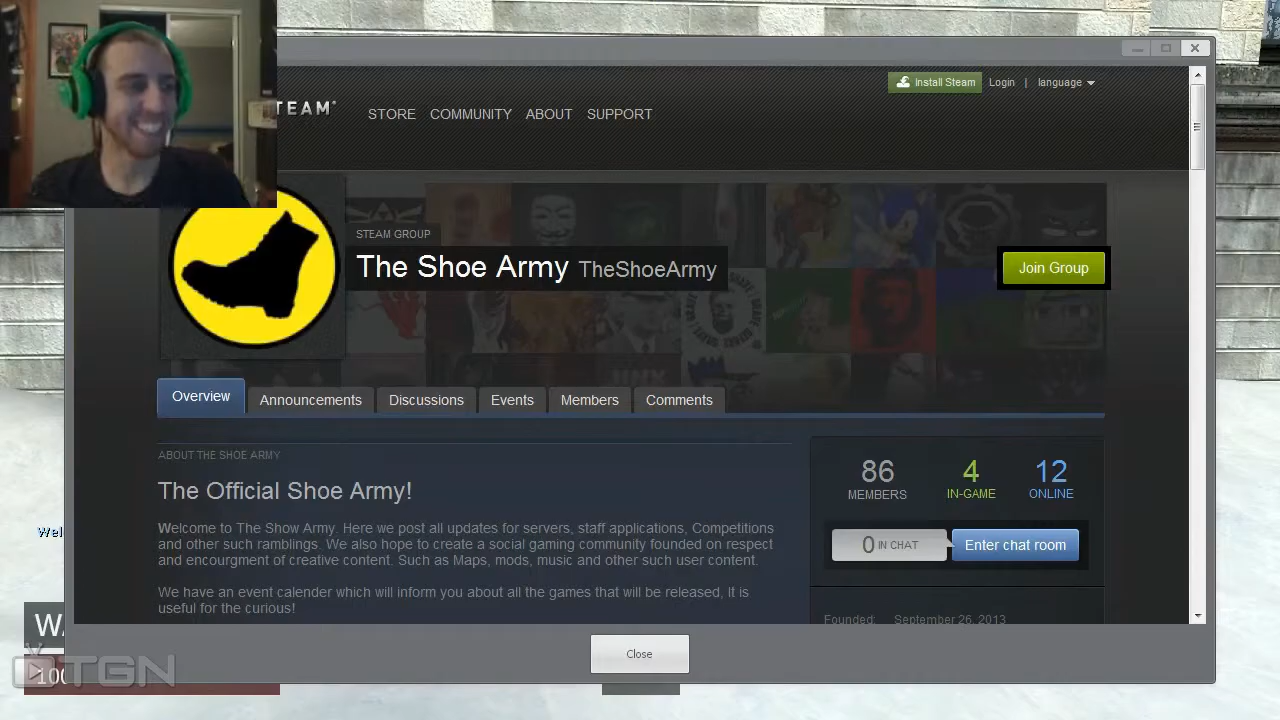 Install Steam Login | language
TEAM
STORE COMMUNITY ABOUT SUPPORT
STEAM GROUP
The Shoe Army TheShoeArmy
Join Group
Overview Announcements Discussions Events Members Comments
ABOUT THE SHOE ARMY
The Official Shoe Army!
Welcome to The Show Army. Here we post all updates for servers, staff applications, Competitions
and other such ramblings. We also hope to create a social gaming community founded on respect
and encourgment of creative content. Such as Maps, mods, music and other such user content.
We have an event calender which will inform you about all the games that will be released, It is
useful for the curious!
86 4 12
MEMBERS IN-GAME ONLINE
0 IN CHAT Enter chat room
Founded: September 26, 2013
Wel
Close
TGN
100